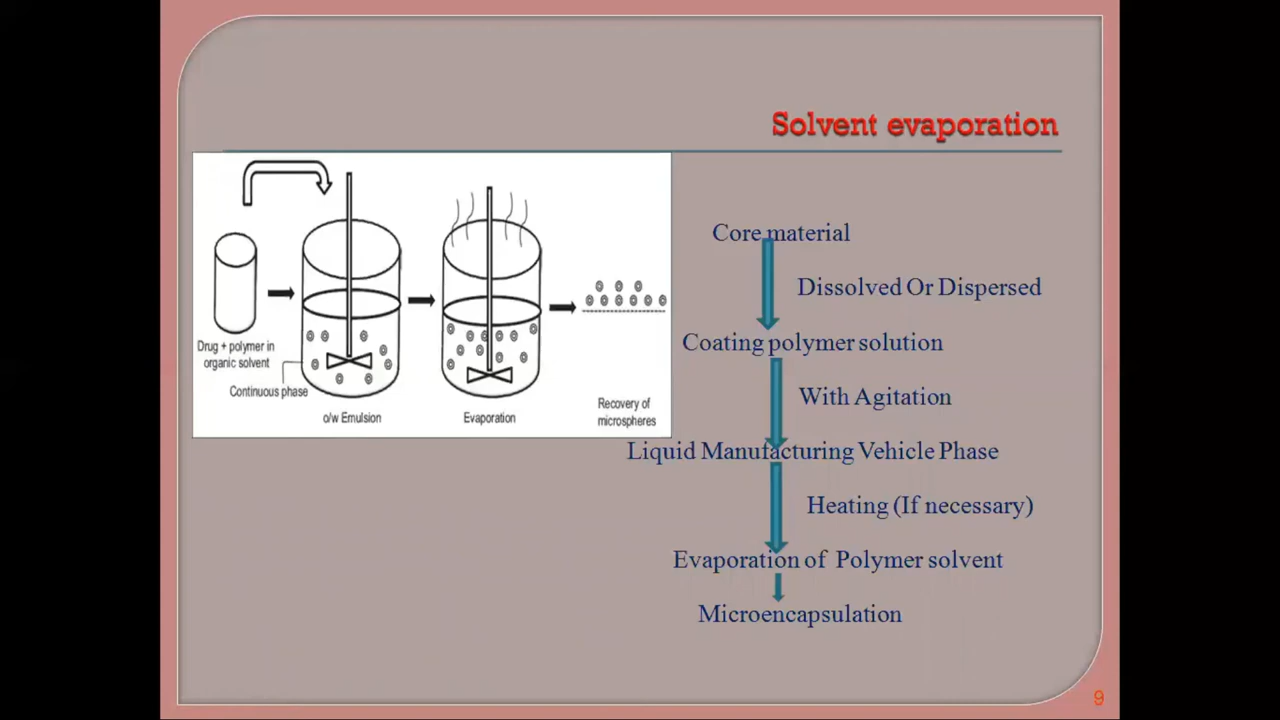 Solvent evaporation
Drug + polymer in
organic solvent
Continuous phase
o/w Emulsion
Evaporation
Recovery of
microspheres
Core material
Dissolved Or Dispersed
Coating polymer solution
With Agitation
Liquid Manufacturing Vehicle Phase
Heating (If necessary)
Evaporation of Polymer solvent
Microencapsulation
9